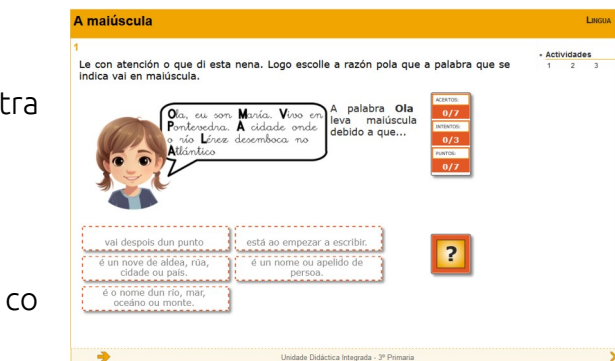 A maiúscula
LINGUA
1
Le con atención o que di esta nena. Logo escolle a razón pola que a palabra que se
indica vai en maiúscula.
Actividades
1 2 3
tra
Ola, eu son María. Vivo en
Pontevedra. A cidade onde
o río Lérez desemboca no
Atlántico
A palabra Ola
leva maiúscula
debido a que...
ACERTOS:
0/7
INTENTOS:
0/3
PUNTOS:
0/7
vai despois dun punto
está ao empezar a escribir.
é un nove de aldea, rúa,
cidade ou país.
é un nome ou apelido de
persoa.
é o nome dun río, mar,
oceáno ou monte.
?
co
Unidade Didáctica Integrada - 3º Primaria